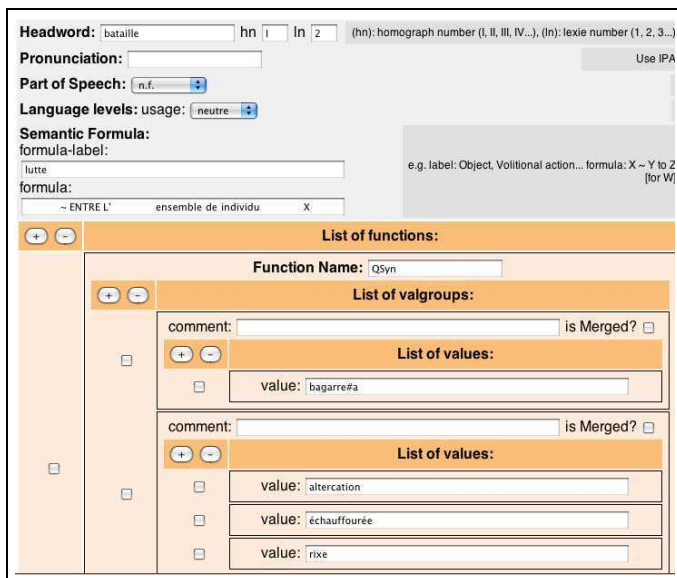 Headword: bataille hn I ln 2 (hn): homograph number (I, II, III, IV...), (ln): lexie number (1, 2, 3...)
Pronunciation: Use IPA
Part of Speech: n.f.
Language levels: usage: neutre
Semantic Formula:
formula-label:
lutte
e.g. label: Object, Volitional action... formula: X ~ Y to Z
[for W]
formula:
~ ENTRE L' ensemble de individu X
+ - List of functions:
Function Name: QSyn
+ - List of valgroups:
comment: is Merged?
+ - List of values:
value: bagarre#a
comment: is Merged?
+ - List of values:
value: altercation
value: échauffourée
value: rixe